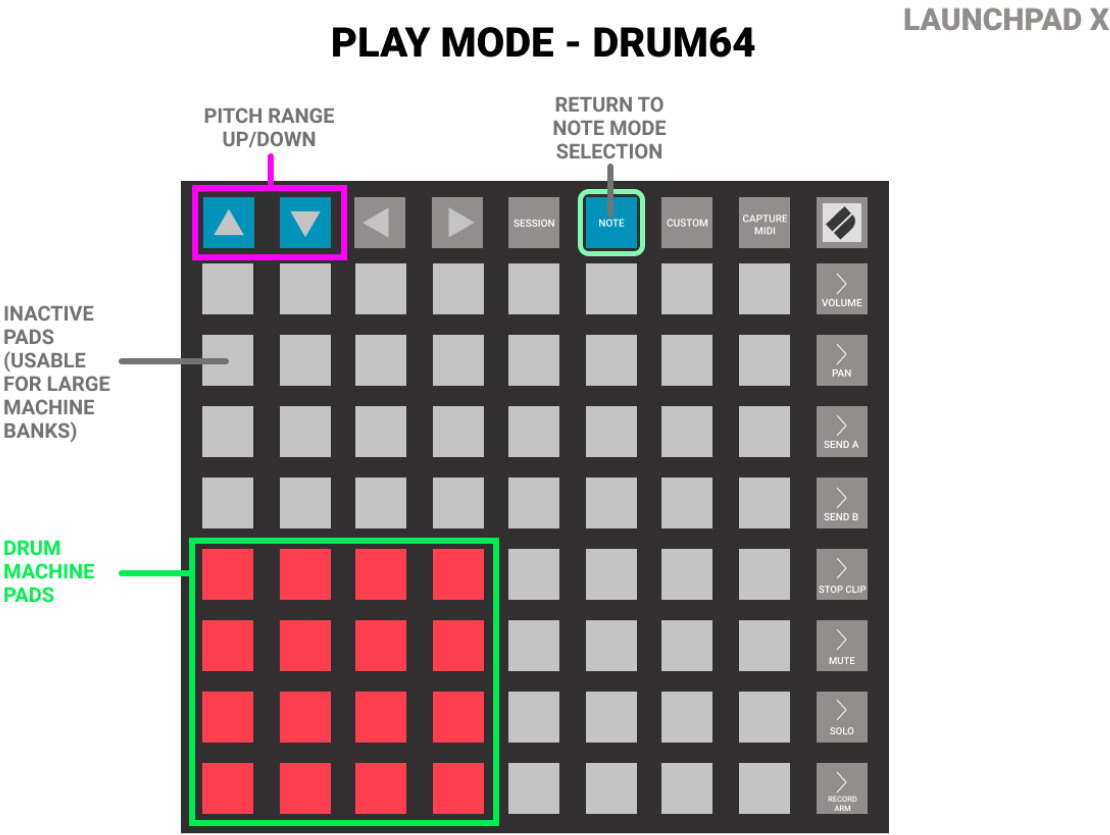 LAUNCHPAD X
PLAY MODE - DRUM64
PITCH RANGE
UP/DOWN
RETURN TO
NOTE MODE
SELECTION
SESSION
NOTE
CUSTOM
CAPTURE
MIDI
VOLUME
INACTIVE
PADS
(USABLE
FOR LARGE
MACHINE
BANKS)
PAN
SEND A
SEND B
DRUM
MACHINE
PADS
STOP CLIP
MUTE
SOLO
RECORD
ARM